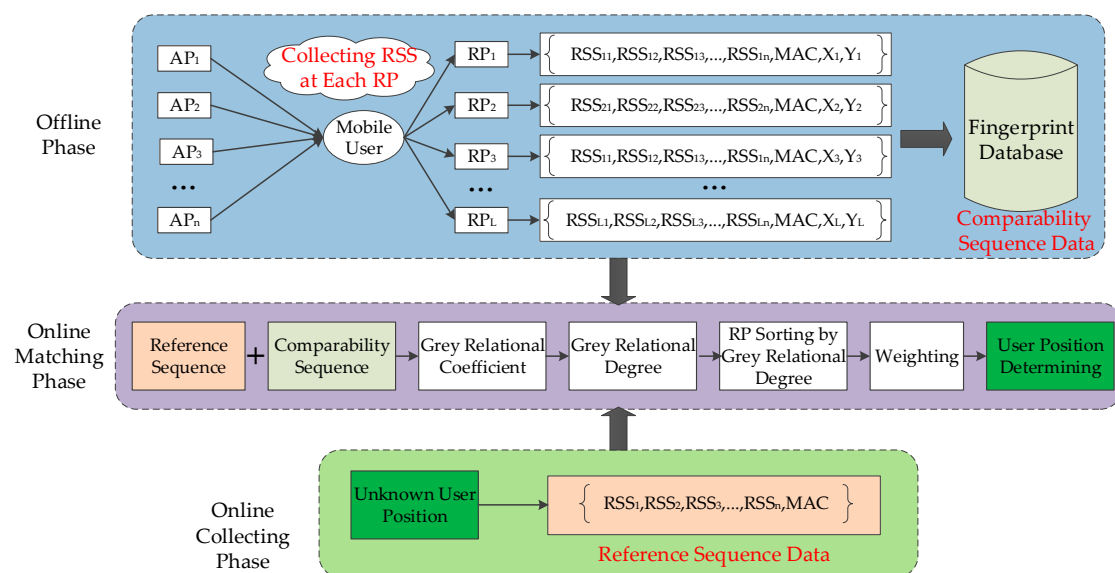 Offline
Phase
AP1
AP2
AP3
...
APn
Collecting RSS
at Each RP
Mobile
User
RP1
RP2
RP3
...
RPL
{ RSS11,RSS12,RSS13,...,RSS1n,MAC,X1,Y1 }
{ RSS21,RSS22,RSS23,...,RSS2n,MAC,X2,Y2 }
{ RSS11,RSS12,RSS13,...,RSS1n,MAC,X3,Y3 }
...
{ RSSL1,RSSL2,RSSL3,...,RSSLn,MAC,XL,YL }
Fingerprint
Database
Comparability
Sequence Data
Online
Matching
Phase
Reference
Sequence
+
Comparability
Sequence
Grey Relational
Coefficient
Grey Relational
Degree
RP Sorting by
Grey Relational
Degree
Weighting
User Position
Determining
Online
Collecting
Phase
Unknown User
Position
{ RSS1,RSS2,RSS3,...,RSSn,MAC }
Reference Sequence Data